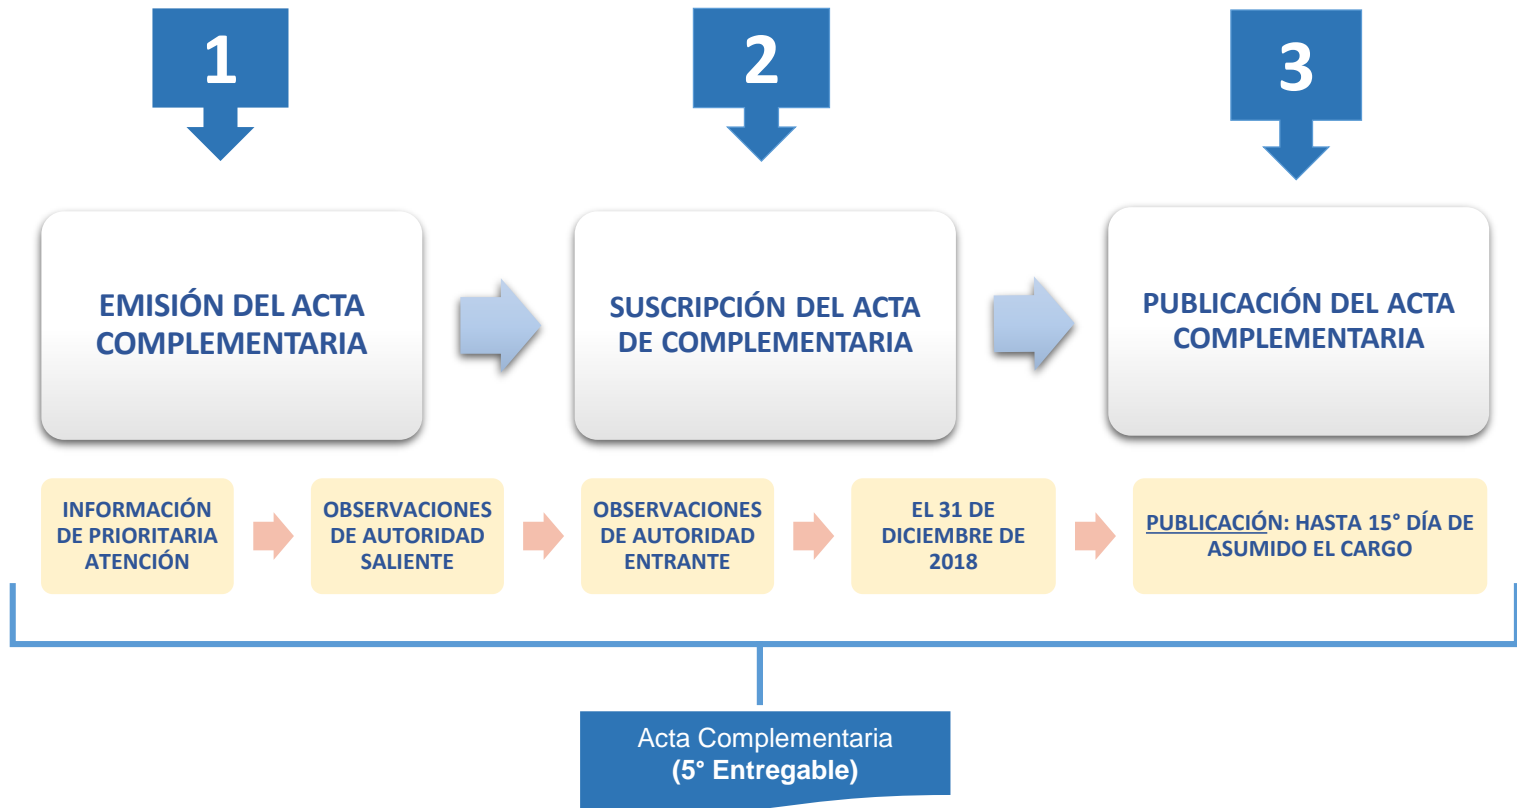 1
2
3
EMISIÓN DEL ACTA
COMPLEMENTARIA
SUSCRIPCIÓN DEL ACTA
DE COMPLEMENTARIA
PUBLICACIÓN DEL ACTA
COMPLEMENTARIA
INFORMACIÓN
DE PRIORITARIA
ATENCIÓN
OBSERVACIONES
DE AUTORIDAD
SALIENTE
OBSERVACIONES
DE AUTORIDAD
ENTRANTE
EL 31 DE
DICIEMBRE DE
2018
PUBLICACIÓN: HASTA 15° DÍA DE
ASUMIDO EL CARGO
Acta Complementaria
(5° Entregable)